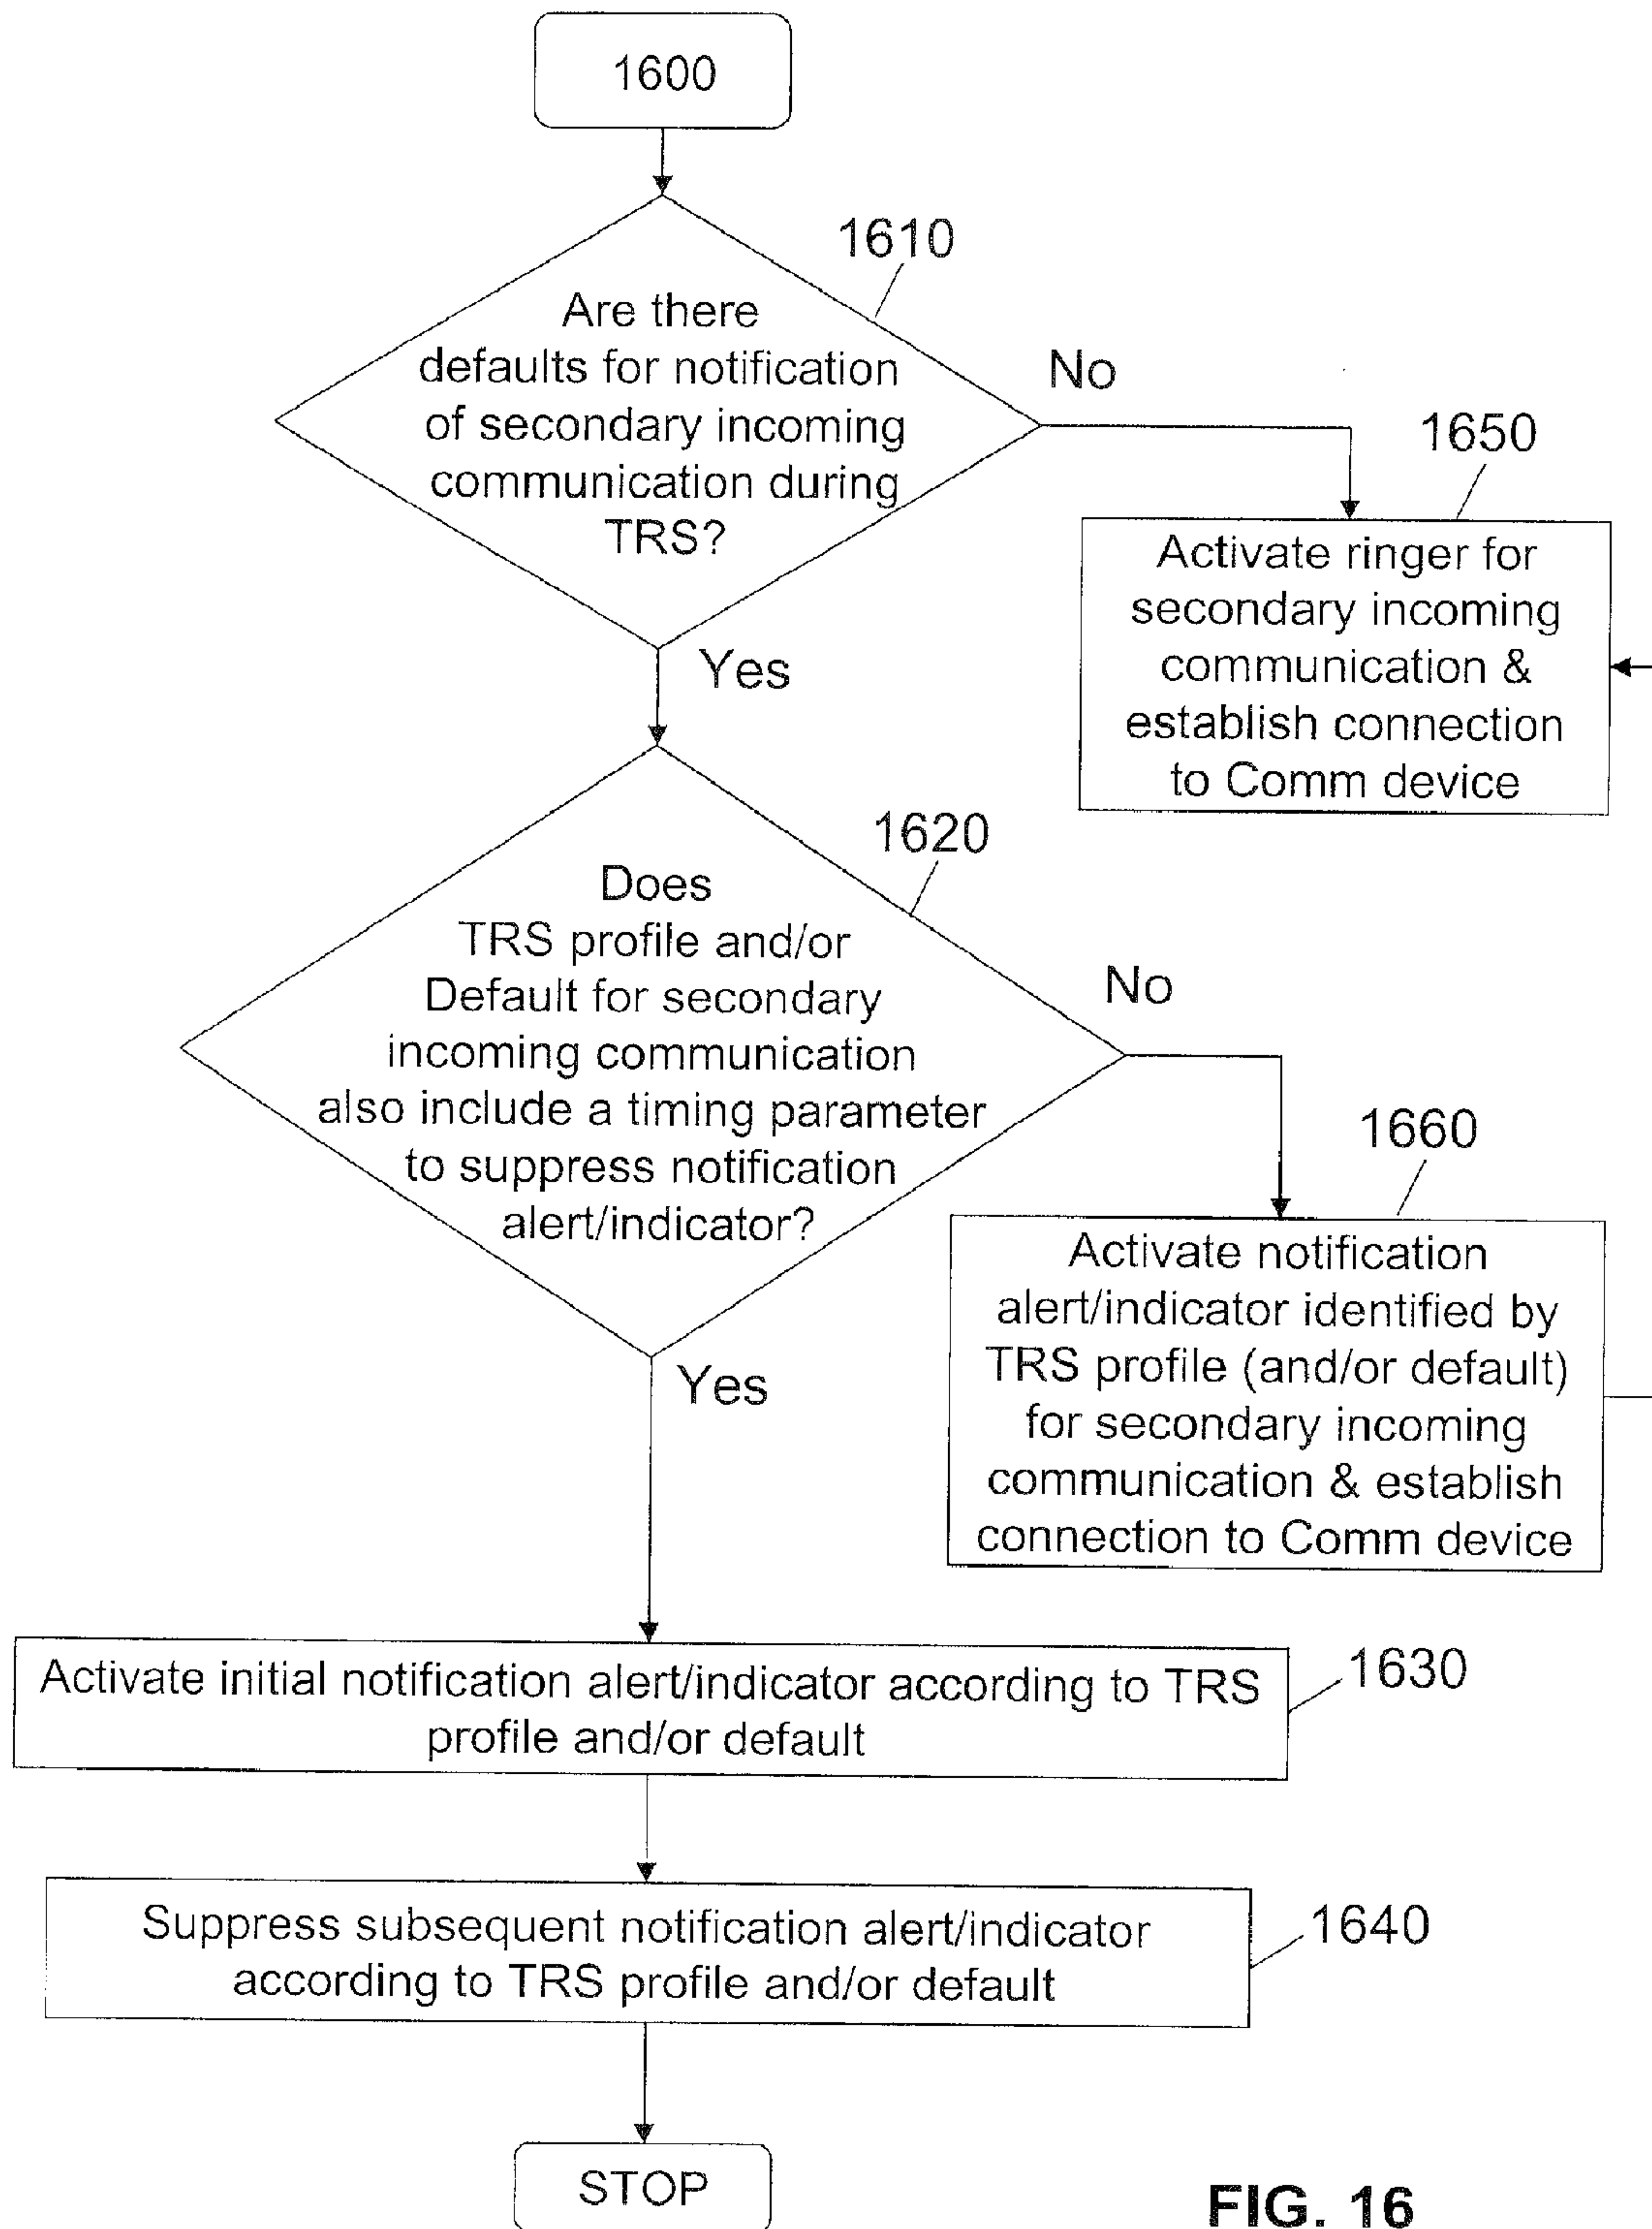 1600
1610
Are there
defaults for notification
of secondary incoming
communication during
TRS?
No
Yes
1650
Activate ringer for
secondary incoming
communication &
establish connection
to Comm device
1620
Does
TRS profile and/or
Default for secondary
incoming communication
also include a timing parameter
to suppress notification
alert/indicator?
No
Yes
1660
Activate notification
alert/indicator identified by
TRS profile (and/or default)
for secondary incoming
communication & establish
connection to Comm device
Activate initial notification alert/indicator according to TRS
profile and/or default
1630
Suppress subsequent notification alert/indicator
according to TRS profile and/or default
1640
STOP
FIG. 16